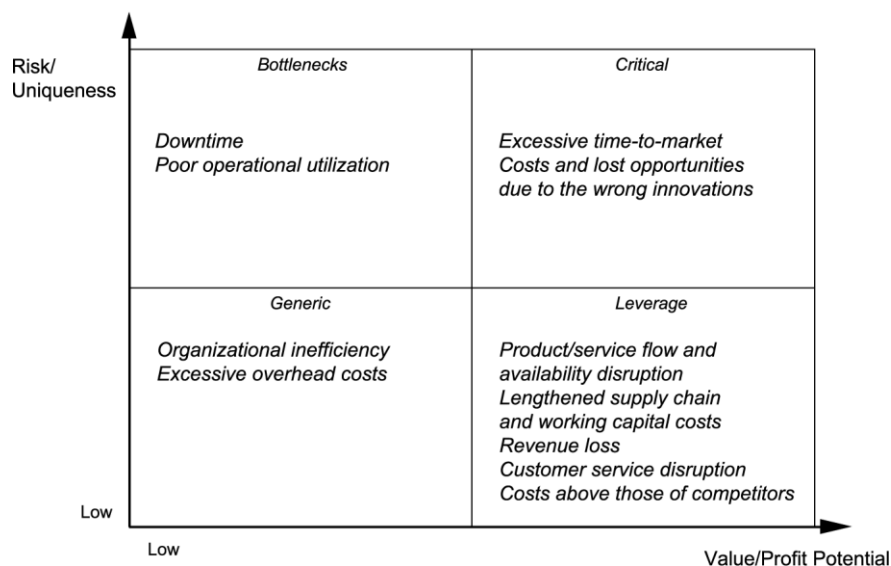 Risk/
Uniqueness
Bottlenecks
Downtime
Poor operational utilization
Critical
Excessive time-to-market
Costs and lost opportunities
due to the wrong innovations
Generic
Organizational inefficiency
Excessive overhead costs
Leverage
Product/service flow and
availability disruption
Lengthened supply chain
and working capital costs
Revenue loss
Customer service disruption
Costs above those of competitors
Low
Low
Value/Profit Potential